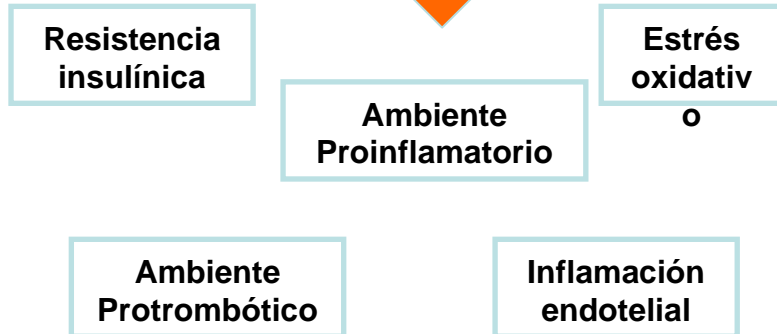 Resistencia
insulínica
Estrés
oxidativ
o
Ambiente
Proinflamatorio
Ambiente
Protrombótico
Inflamación
endotelial